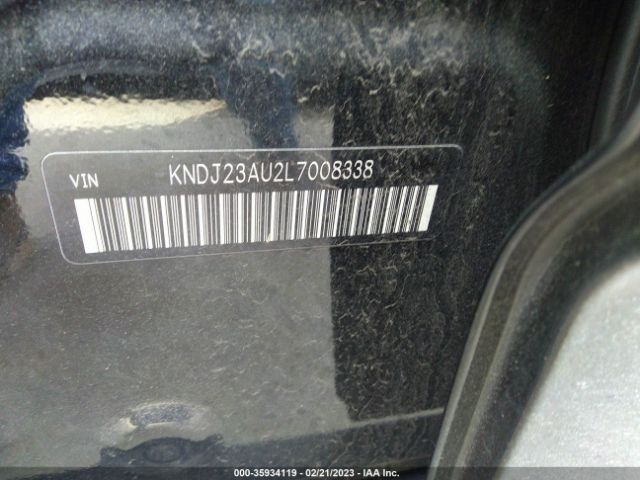 VIN KNDJ23AU2L7008338
000-35934119 - 02/21/2023 - IAA Inc.